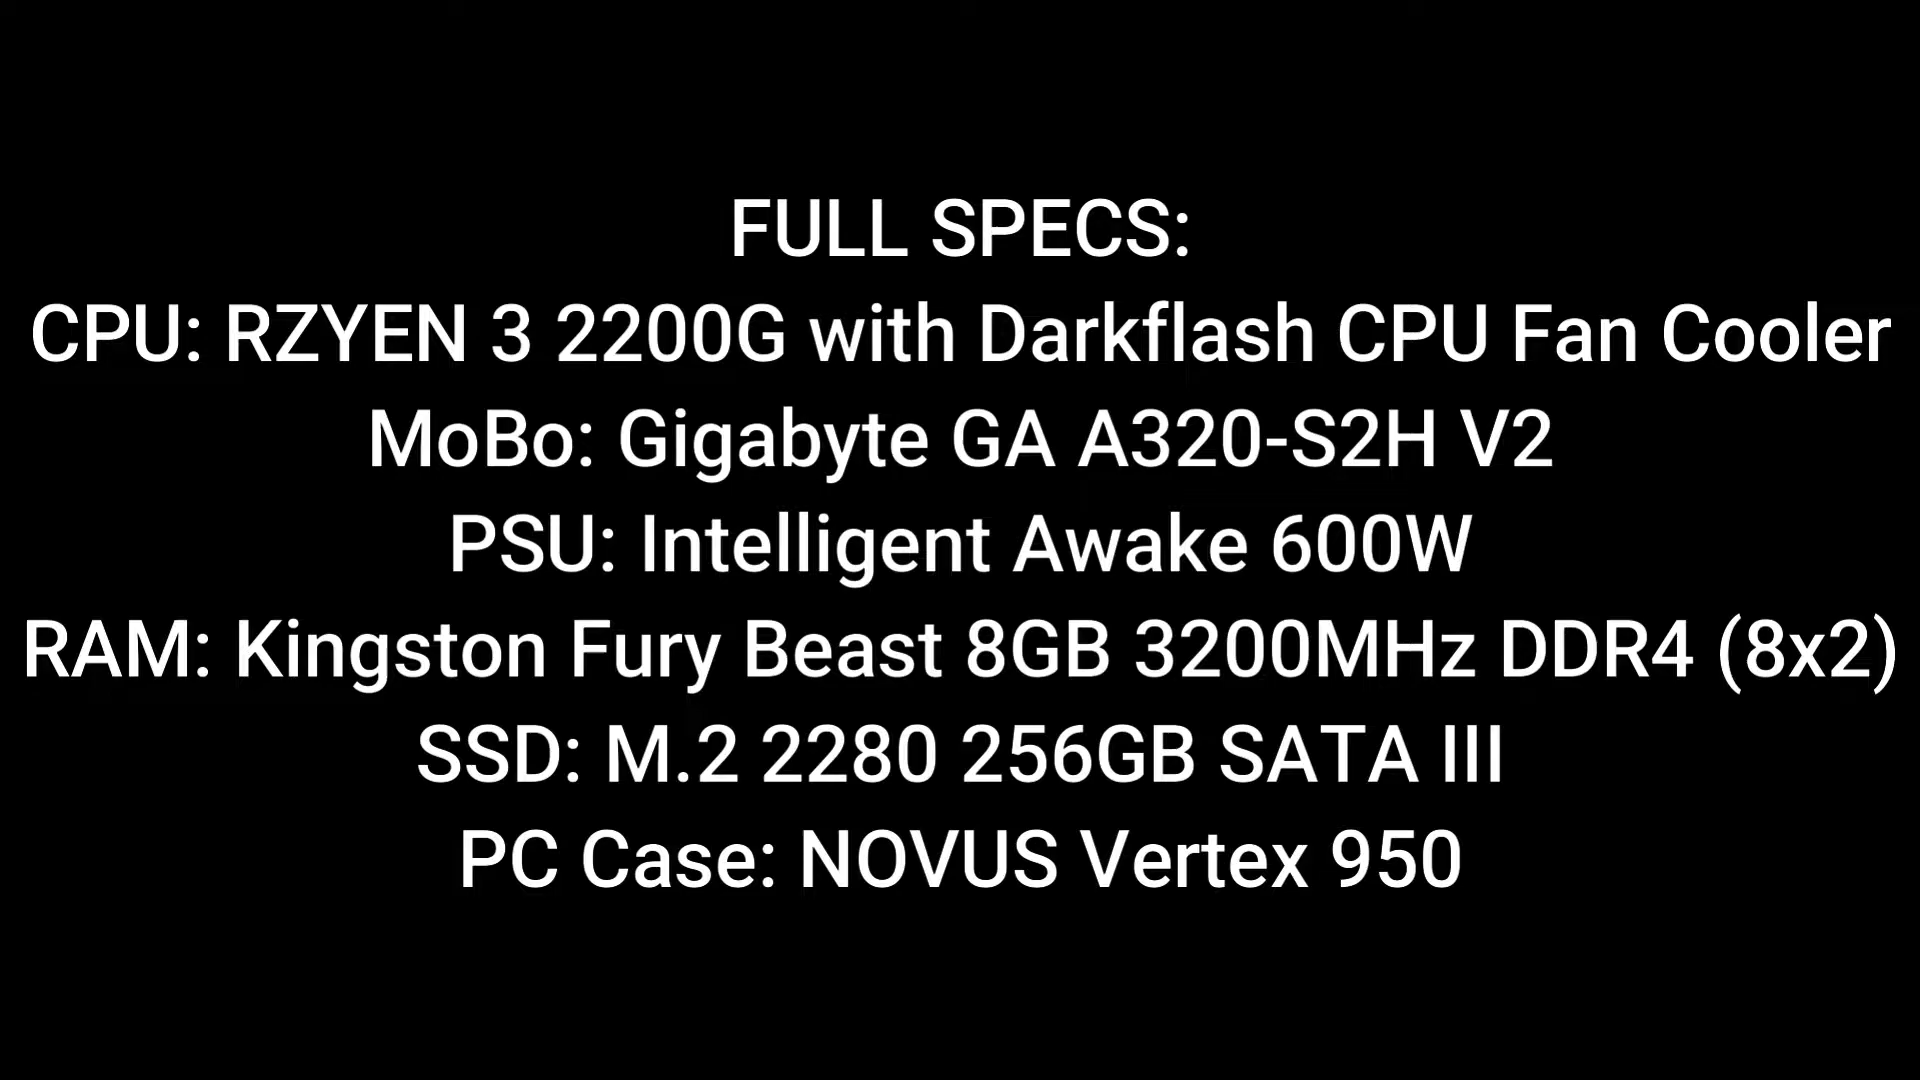 FULL SPECS:
CPU: RZYEN 3 2200G with Darkflash CPU Fan Cooler
MoBo: Gigabyte GA A320-S2H V2
PSU: Intelligent Awake 600W
RAM: Kingston Fury Beast 8GB 3200MHz DDR4 (8x2)
SSD: M.2 2280 256GB SATA III
PC Case: NOVUS Vertex 950